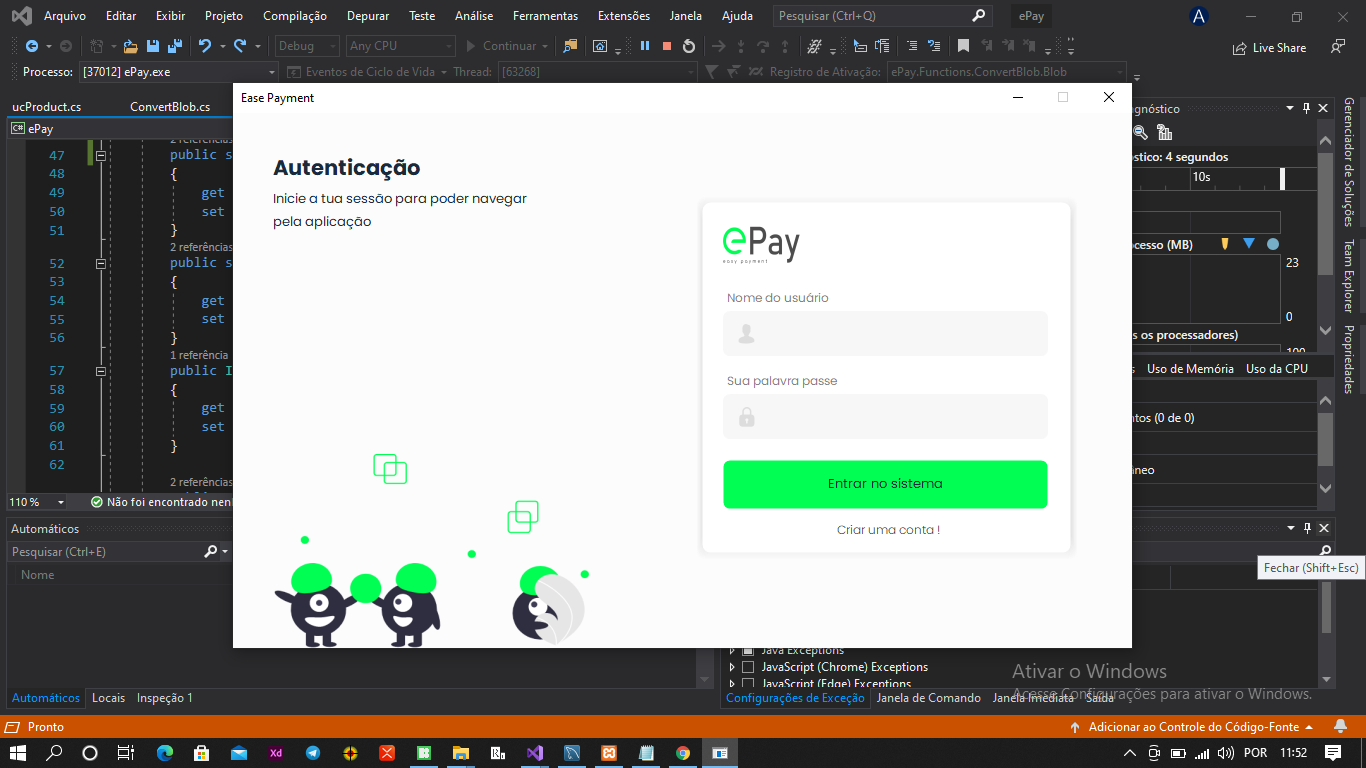 Arquivo Editar Exibir Projeto Compilação Depurar Teste Análise Ferramentas Extensões Janela Ajuda Pesquisar (Ctrl+Q) ePay A
Debug Any CPU Continuar Live Share
Processo: [37012] ePay.exe Eventos de Ciclo de Vida Thread: [63268] Registro de Ativação: ePay.Functions.ConvertBlob.Blob
ucProduct.cs ConvertBlob.cs
C# ePay
47 public s
48 {
49 get
50 set
51 }
2 referências
52 public s
53 {
54 get
55 set
56 }
1 referência
57 public I
58 {
59 get
60 set
61 }
62
2 referências
110 % Não foi encontrado nenh
Ease Payment
Autenticação
Inicie a tua sessão para poder navegar
pela aplicação
ePay
easy payment
Nome do usuário
Sua palavra passe
Entrar no sistema
Criar uma conta !
gnóstico
óstico: 4 segundos
10s
ocesso (MB)
23
0
s os processadores)
100
s Uso de Memória Uso da CPU
ntos (0 de 0)
neo
Gerenciador de Soluções
Team Explorer
Propriedades
Automáticos
Pesquisar (Ctrl+E)
Nome
Fechar (Shift+Esc)
Java Exceptions
JavaScript (Chrome) Exceptions
JavaScript (Edge) Exceptions
Automáticos Locais Inspeção 1
Configurações de Exceção Janela de Comando Janela Imediata Saída
Ativar o Windows
Acesse Configurações para ativar o Windows.
Pronto Adicionar ao Controle do Código-Fonte
Xd POR 11:52